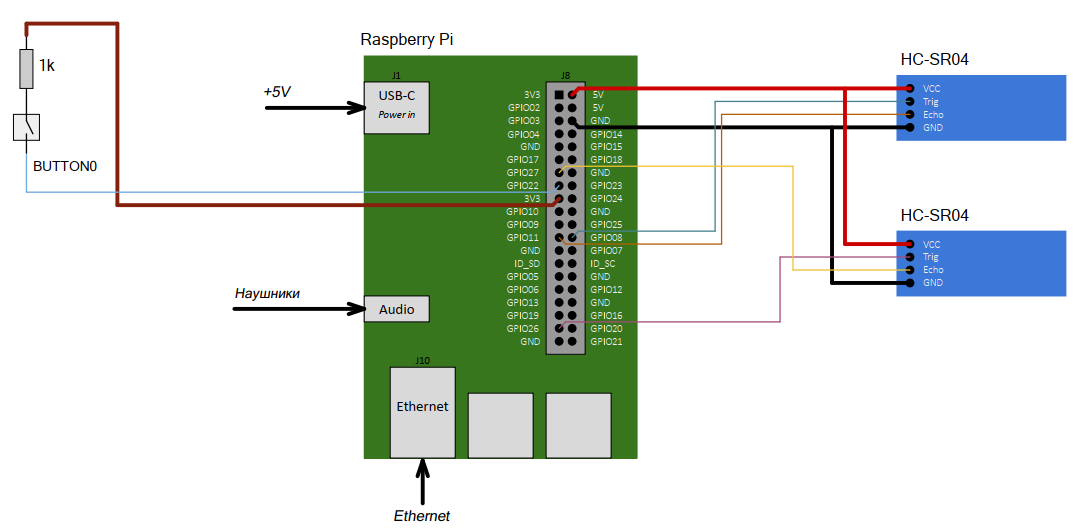 Raspberry Pi
HC-SR04
1k
BUTTON0
+5V
J1
USB-C
Power in
J8
3V3 5V
GPIO02 5V
GPIO03 GND
GPIO04 GPIO14
GND GPIO15
GPIO17 GPIO18
GPIO27 GND
GPIO22 GPIO23
3V3 GPIO24
GPIO10 GND
GPIO09 GPIO25
GPIO11 GPIO08
GND GPIO07
ID_SD ID_SC
GPIO05 GND
GPIO06 GPIO12
GPIO13 GND
GPIO19 GPIO16
GPIO26 GPIO20
GND GPIO21
VCC
Trig
Echo
GND
HC-SR04
VCC
Trig
Echo
GND
Наушники
Audio
J10
Ethernet
Ethernet